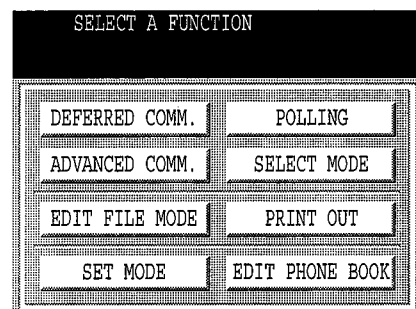 SELECT A FUNCTION
DEFERRED COMM. POLLING
ADVANCED COMM. SELECT MODE
EDIT FILE MODE PRINT OUT
SET MODE EDIT PHONE BOOK